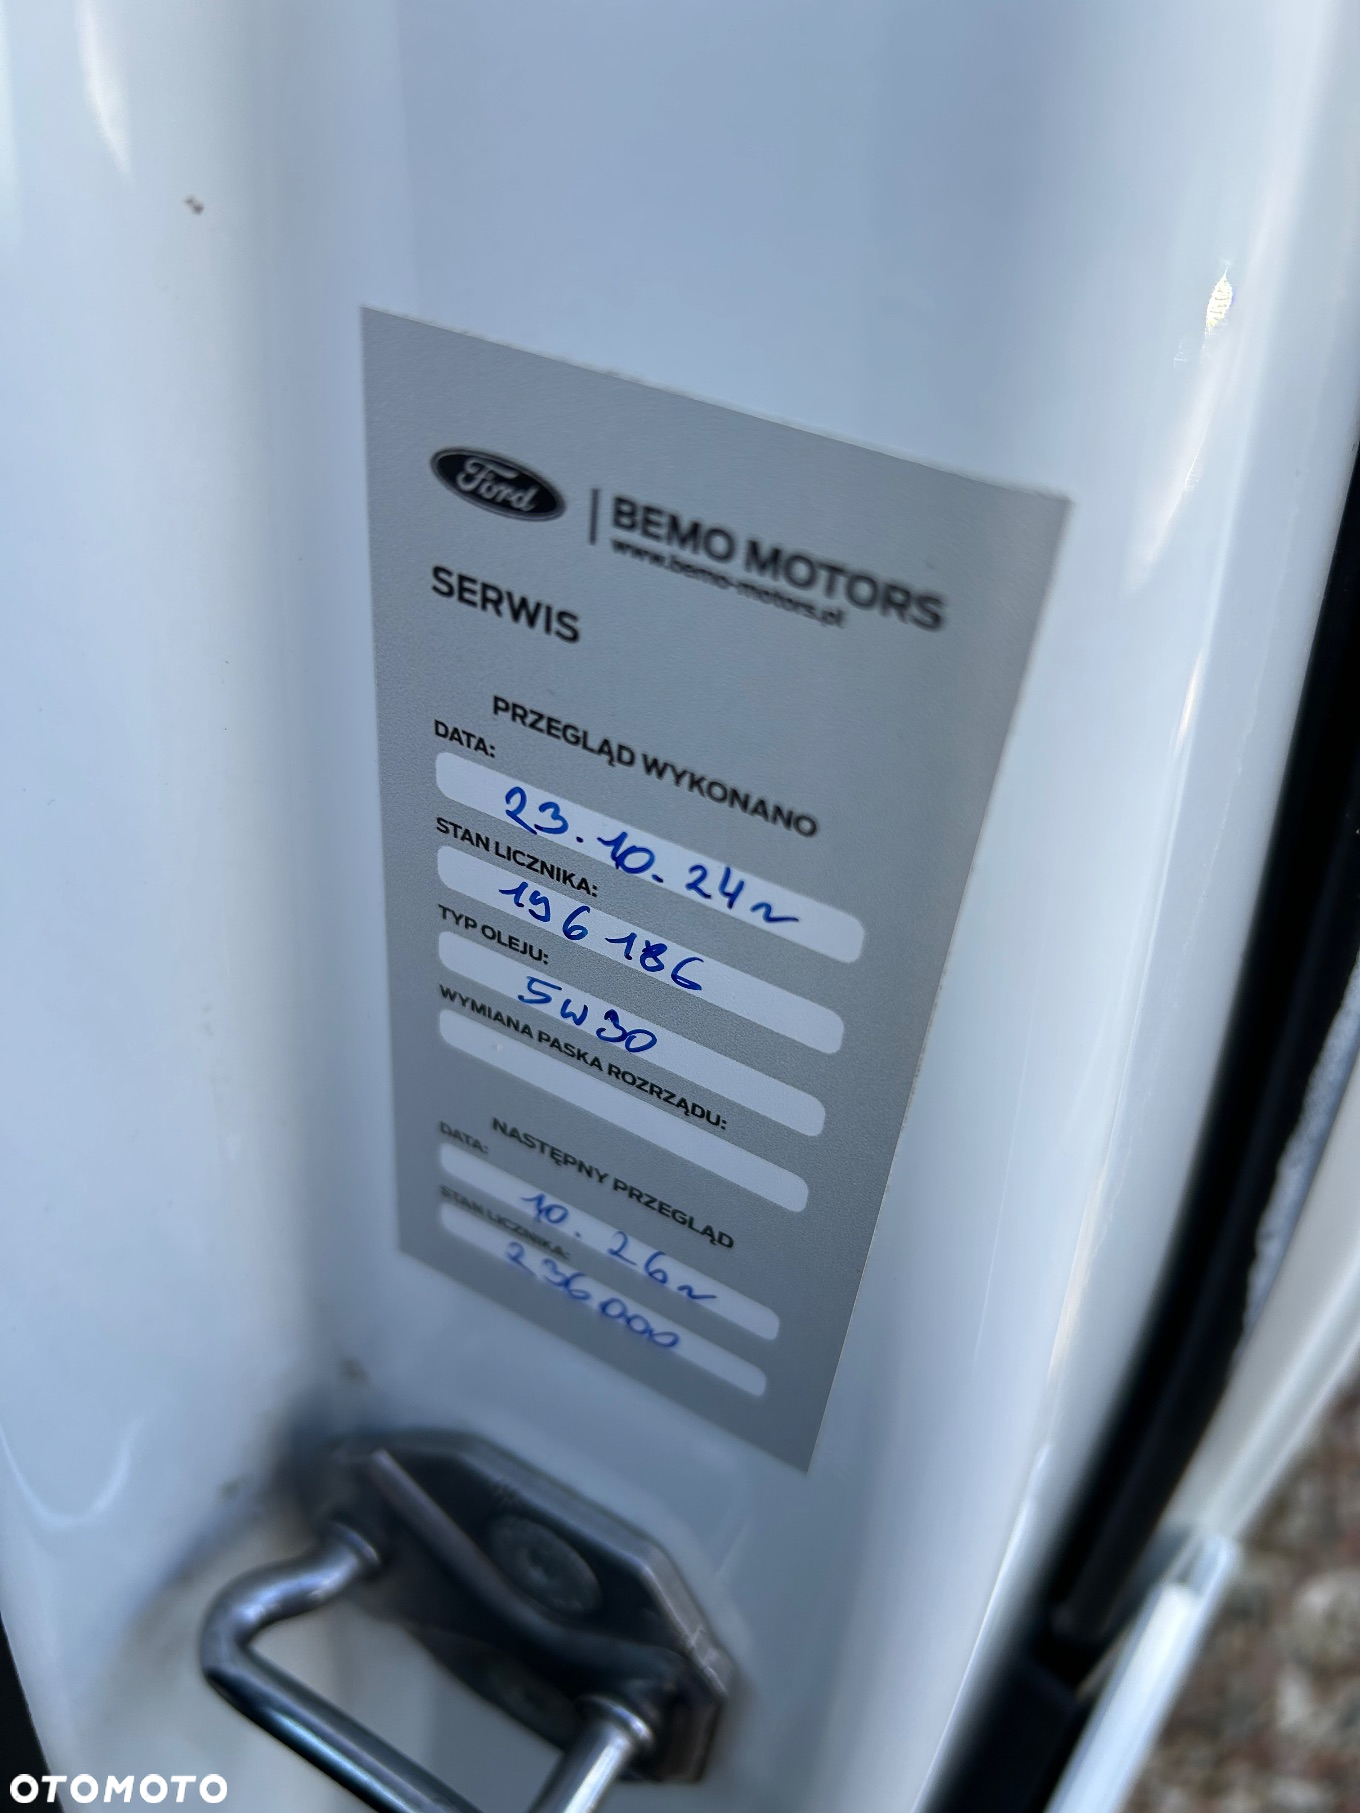 Ford | BEMO MOTORS
www.bemo-motors.pl
SERWIS
PRZEGLĄD WYKONANO
DATA:
23.10.24r
STAN LICZNIKA:
196 186
TYP OLEJU:
5W30
WYMIANA PASKA ROZRZĄDU:
NASTĘPNY PRZEGLĄD
DATA:
10.26r
STAN LICZNIKA:
236000
OTOMOTO